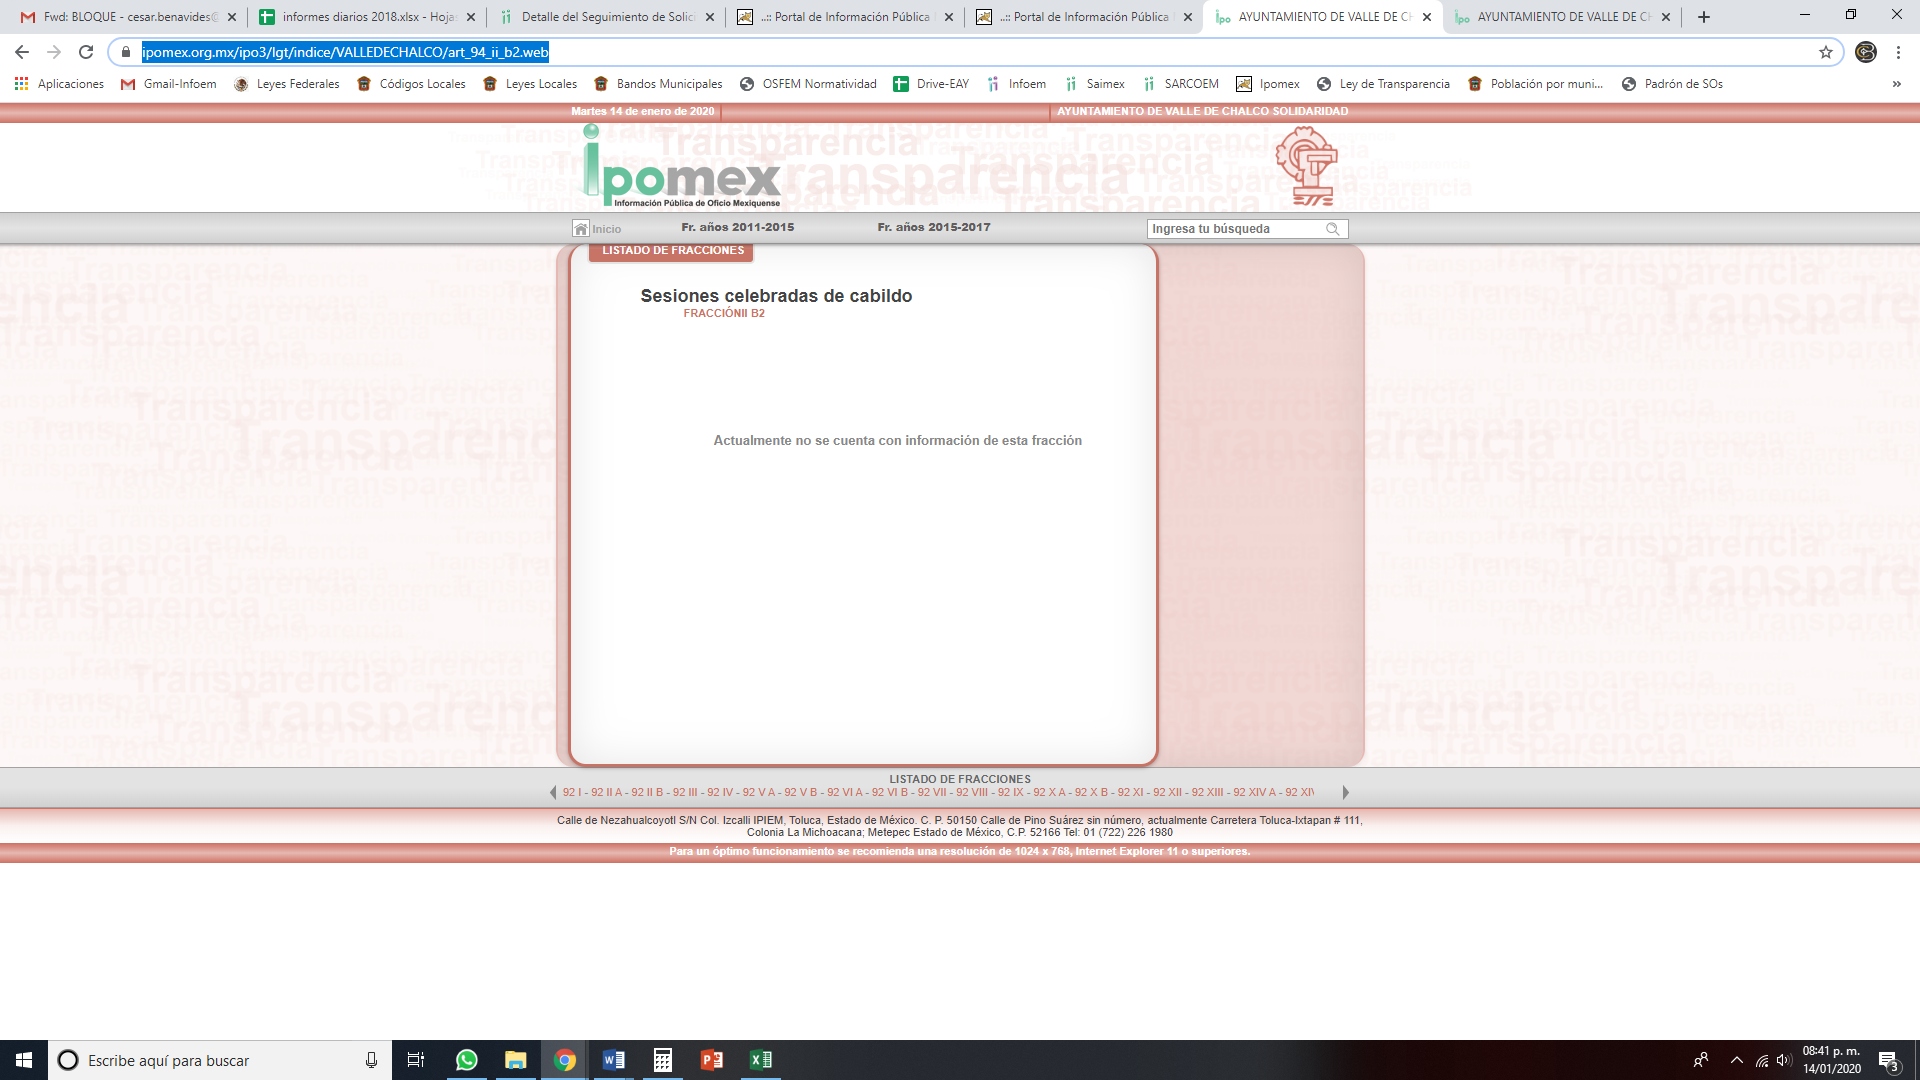 Fwd: BLOQUE - cesar.benavides@
informes diarios 2018.xlsx - Hoja
Detalle del Seguimiento de Solici
..:: Portal de Información Pública
..:: Portal de Información Pública
AYUNTAMIENTO DE VALLE DE CH
AYUNTAMIENTO DE VALLE DE CH
ipomex.org.mx/ipo3/lgt/indice/VALLEDECHALCO/art_94_ii_b2.web
Aplicaciones
Gmail-Infoem
Leyes Federales
Códigos Locales
Leyes Locales
Bandos Municipales
OSFEM Normatividad
Drive-EAY
Infoem
Saimex
SARCOEM
Ipomex
Ley de Transparencia
Población por muni...
Padrón de SOs
»
Martes 14 de enero de 2020
AYUNTAMIENTO DE VALLE DE CHALCO SOLIDARIDAD
Transparencia
ipomex
Información Pública de Oficio Mexiquense
Inicio
Fr. años 2011-2015
Fr. años 2015-2017
Ingresa tu búsqueda
LISTADO DE FRACCIONES
Sesiones celebradas de cabildo
FRACCIÓNII B2
Actualmente no se cuenta con información de esta fracción
LISTADO DE FRACCIONES
92 I - 92 II A - 92 II B - 92 III - 92 IV - 92 V A - 92 V B - 92 VI A - 92 VI B - 92 VII - 92 VIII - 92 IX - 92 X A - 92 X B - 92 XI - 92 XII - 92 XIII - 92 XIV A - 92 XIV
Calle de Nezahualcoyotl S/N Col. Izcalli IPIEM, Toluca, Estado de México. C. P. 50150 Calle de Pino Suárez sin número, actualmente Carretera Toluca-Ixtapan # 111,
Colonia La Michoacana; Metepec Estado de México, C.P. 52166 Tel: 01 (722) 226 1980
Para un óptimo funcionamiento se recomienda una resolución de 1024 x 768, Internet Explorer 11 o superiores.
Escribe aquí para buscar
08:41 p. m.
14/01/2020
3